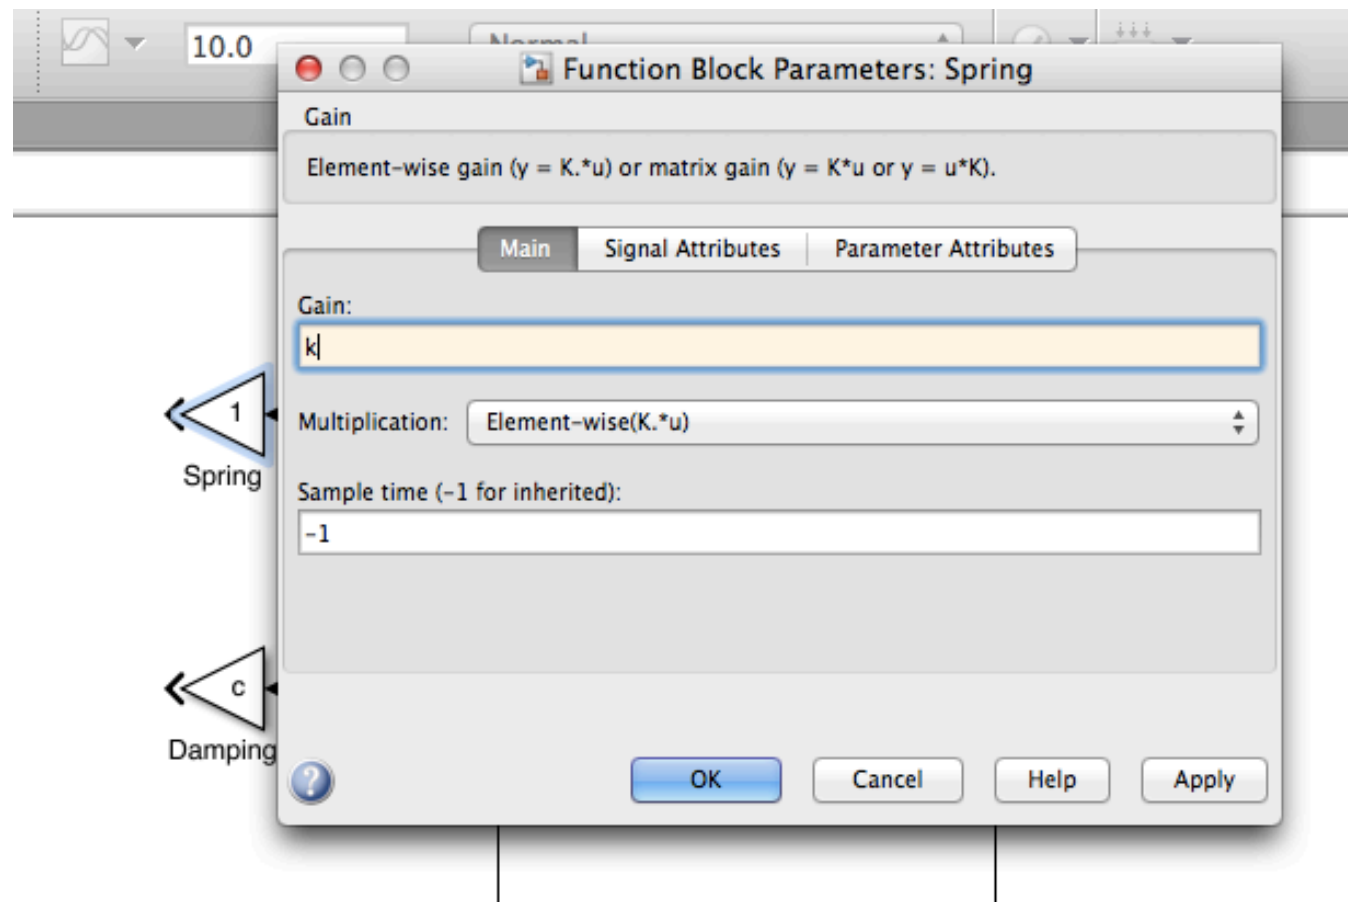 10.0
Normal
Function Block Parameters: Spring
Gain
Element-wise gain (y = K.*u) or matrix gain (y = K*u or y = u*K).
Main Signal Attributes Parameter Attributes
Gain:
k
1
Multiplication: Element-wise(K.*u)
Spring
Sample time (-1 for inherited):
-1
c
Damping
? OK Cancel Help Apply